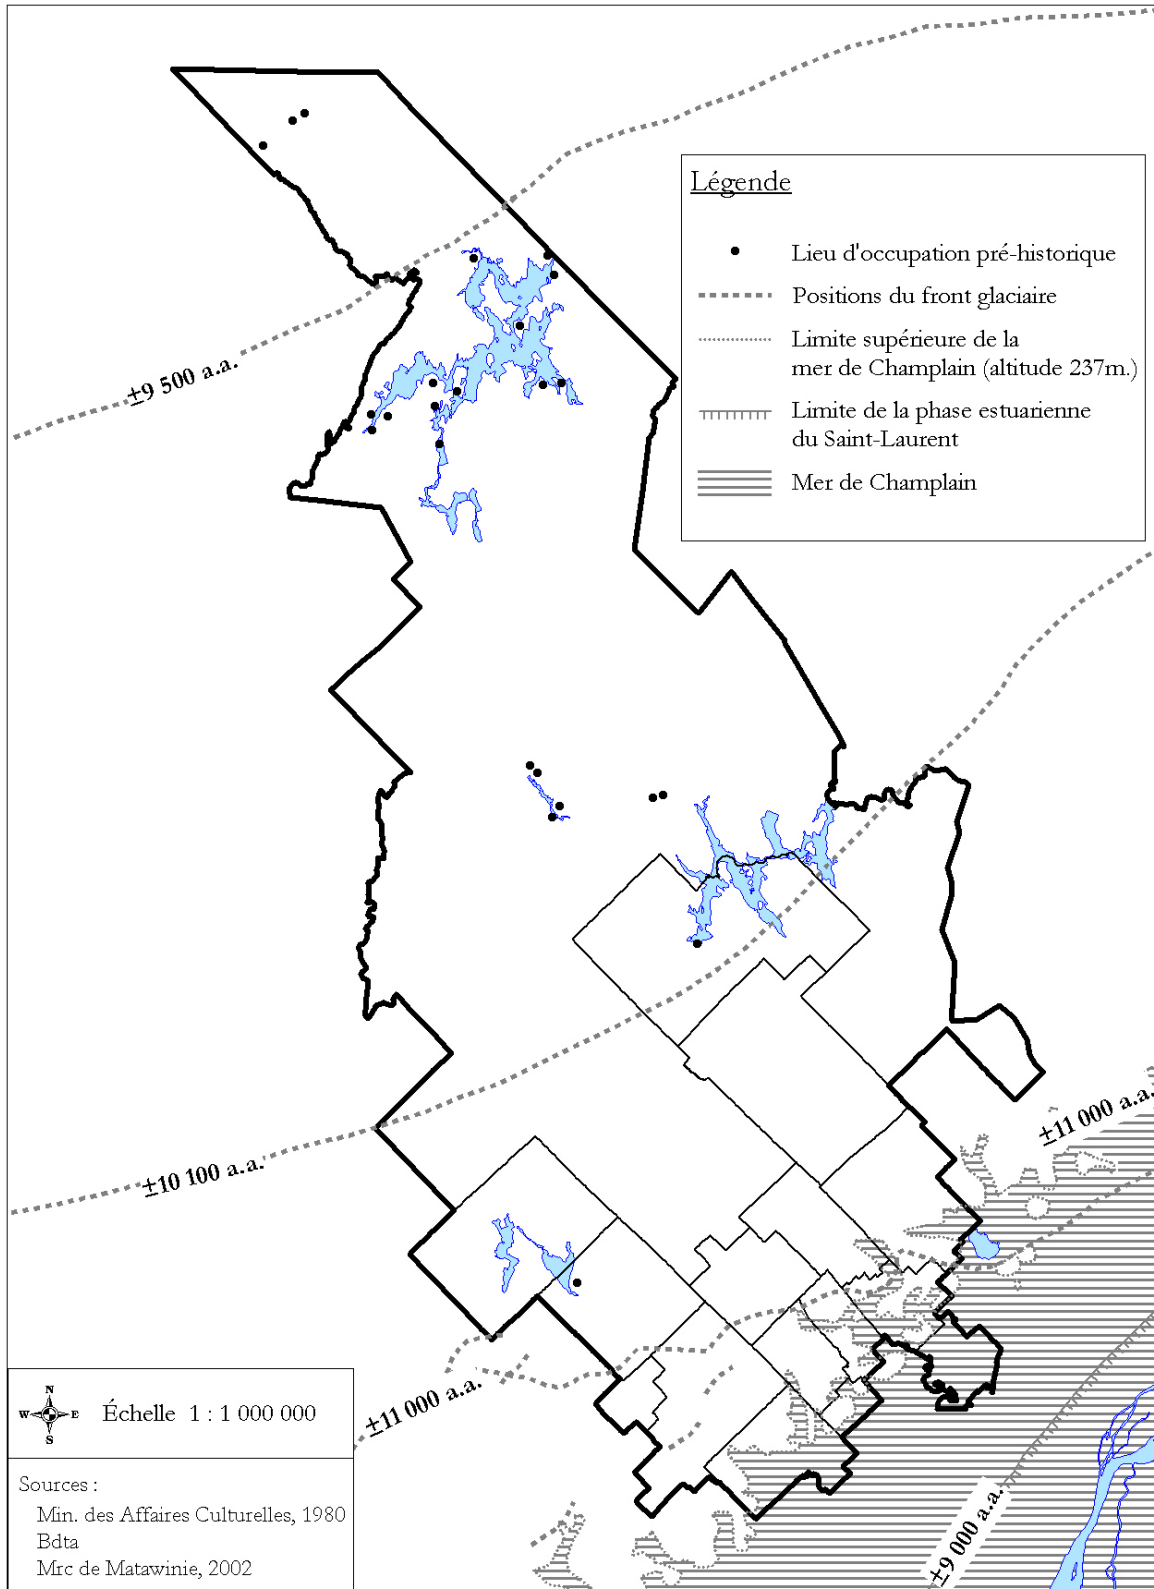 Légende
Lieu d'occupation pré-historique
Positions du front glaciaire
Limite supérieure de la
mer de Champlain (altitude 237m.)
Limite de la phase estuarienne
du Saint-Laurent
Mer de Champlain
±9 500 a.a.
±11 000 a.a.
±10 100 a.a.
±11 000 a.a.
±9 000 a.a.
N
W E
S
Échelle 1 : 1 000 000
Sources :
Min. des Affaires Culturelles, 1980
Bdta
Mrc de Matawinie, 2002